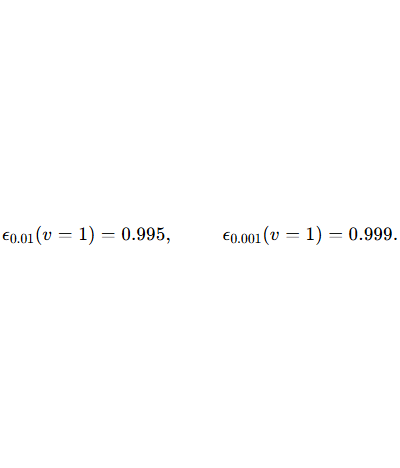 ϵ₀.₀₁(v = 1) = 0.995, ϵ₀.₀₀₁(v = 1) = 0.999.